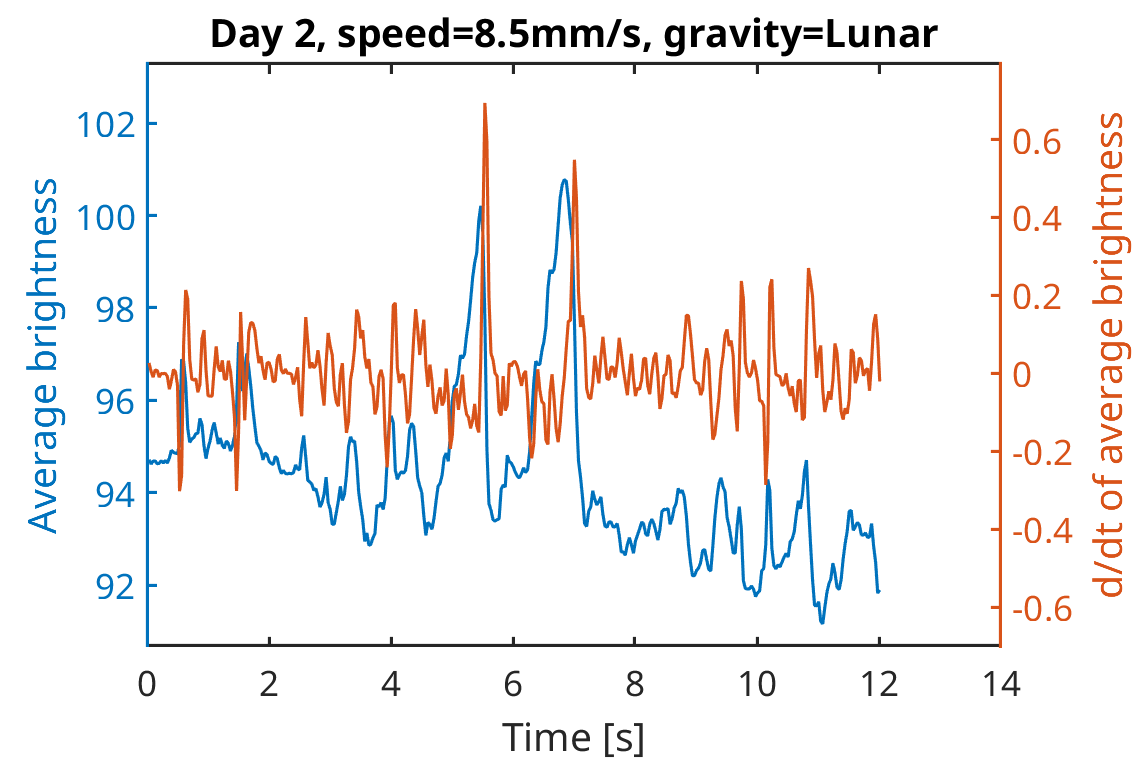 Day 2, speed=8.5mm/s, gravity=Lunar
Average brightness
102
100
98
96
94
92
0.6
0.4
0.2
0
-0.2
-0.4
-0.6
d/dt of average brightness
0 2 4 6 8 10 12 14
Time [s]